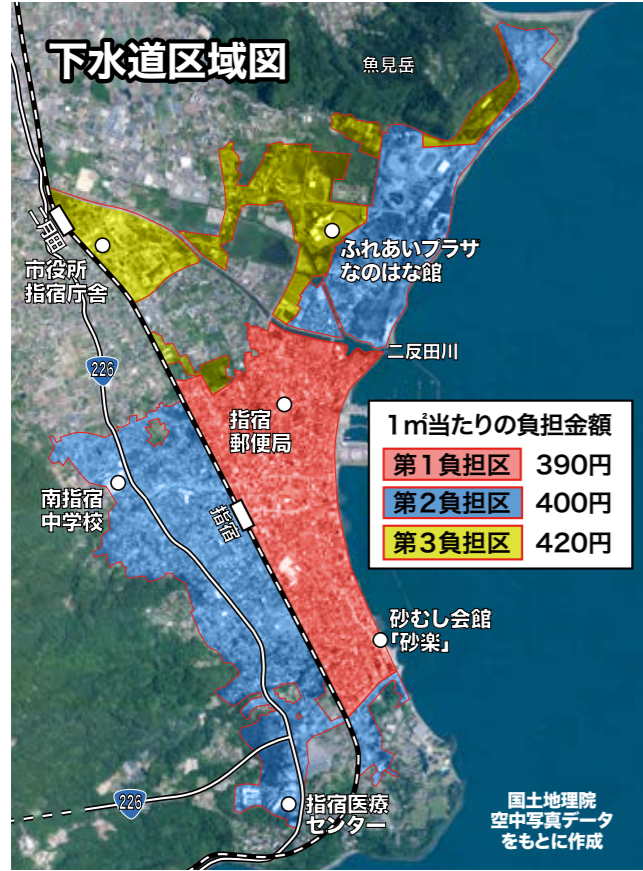 下水道区域図
魚見岳
二月田
市役所
指宿庁舎
ふれあいプラザ
なのはな館
二反田川
226
指宿
郵便局
1㎡当たりの負担金額
第1負担区 390円
第2負担区 400円
第3負担区 420円
南指宿
中学校
指宿
砂むし会館
「砂楽」
226
指宿医療
センター
国土地理院
空中写真データ
をもとに作成